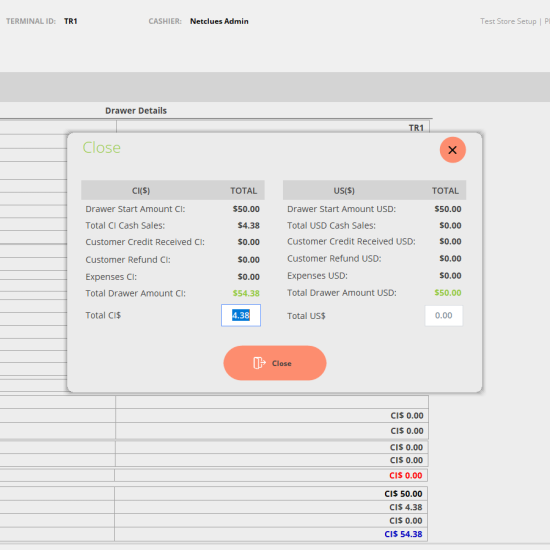 TERMINAL ID: TR1 CASHIER: Netclues Admin Test Store Setup |
Drawer Details
TR1
Close
CI($) TOTAL US($) TOTAL
Drawer Start Amount CI: $50.00 Drawer Start Amount USD: $50.00
Total CI Cash Sales: $4.38 Total USD Cash Sales: $0.00
Customer Credit Received CI: $0.00 Customer Credit Received USD: $0.00
Customer Refund CI: $0.00 Customer Refund USD: $0.00
Expenses CI: $0.00 Expenses USD: $0.00
Total Drawer Amount CI: $54.38 Total Drawer Amount USD: $50.00
Total CI$ 4.38 Total US$ 0.00
Close
CI$ 0.00
CI$ 0.00
CI$ 0.00
CI$ 0.00
CI$ 0.00
CI$ 50.00
CI$ 4.38
CI$ 0.00
CI$ 54.38